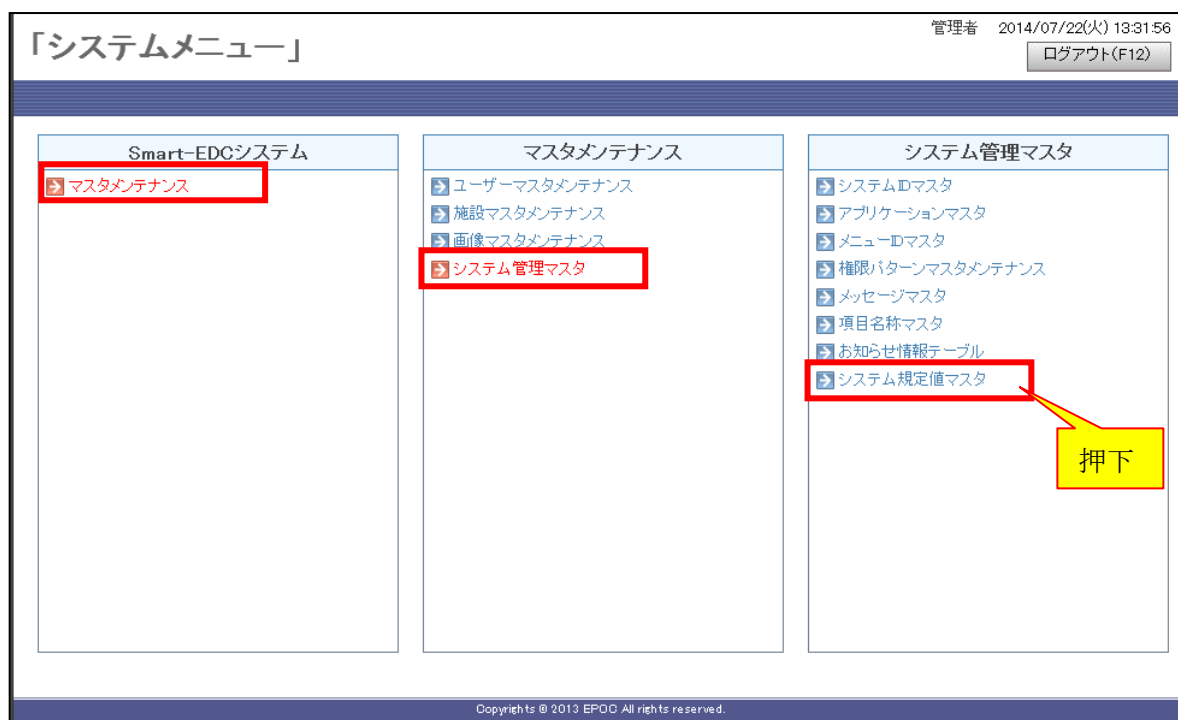 「システムメニュー」
管理者 2014/07/22(火) 13:31:56
ログアウト(F12)
Smart-EDCシステム
マスタメンテナンス
マスタメンテナンス
ユーザーマスタメンテナンス
施設マスタメンテナンス
画像マスタメンテナンス
システム管理マスタ
システム管理マスタ
システムIDマスタ
アプリケーションマスタ
メニューIDマスタ
権限パターンマスタメンテナンス
メッセージマスタ
項目名称マスタ
お知らせ情報テーブル
システム規定値マスタ
押下
Copyrights © 2013 EPOC All rights reserved.